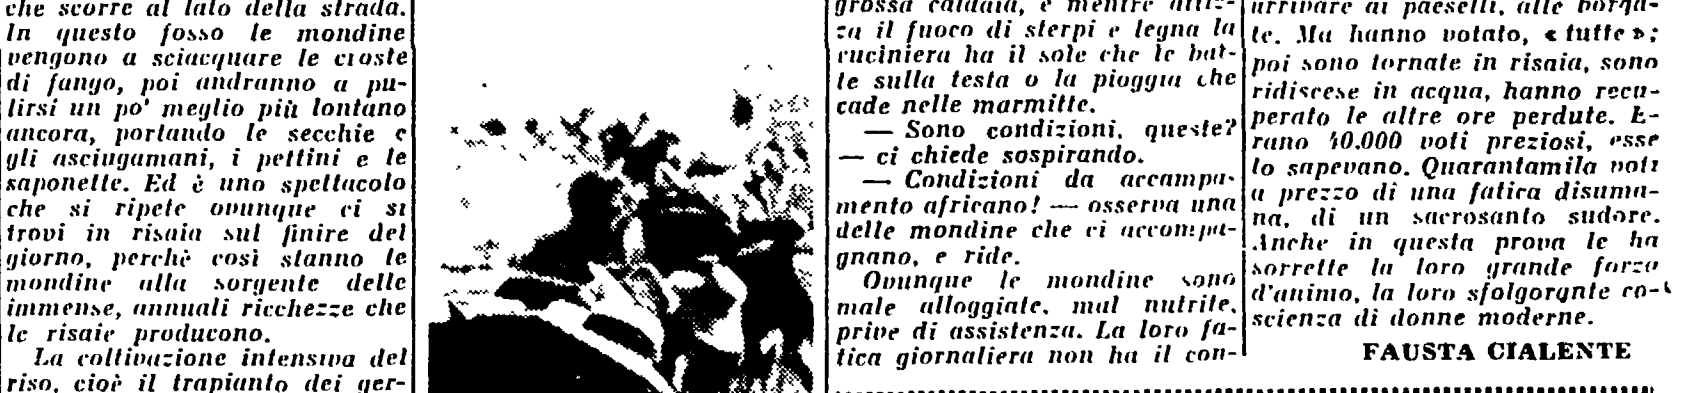 che scorre al lato della strada.
In questo fosso le mondine
vengono a sciacquare le croste
di fango, poi andranno a pu-
lirsi un po' meglio più lontano
ancora, portando le secchie e
gli asciugamani, i pettini e le
saponette. Ed è uno spettacolo
che si ripete ovunque ci si
trovi in risaia sul finire del
giorno, perchè così stanno le
mondine alla sorgente delle
immense, annuali ricchezze che
le risaie producono.
La coltivazione intensiva del
riso, cioè il trapianto dei ger-
grossa caldaia, e mentre attiz-
za il fuoco di sterpi e legna la
cuciniera ha il sole che le bat-
te sulla testa o la pioggia che
cade nelle marmitte.
— Sono condizioni, queste?
— ci chiede sospirando.
— Condizioni da accampa-
mento africano! — osserva una
delle mondine che ci accompa-
gnano, e ride.
Ovunque le mondine sono
male alloggiate, mal nutrite,
prive di assistenza. La loro fa-
tica giornaliera non ha il con-
arrivare ai paeselli, alle borga-
te. Ma hanno votato, « tutte »;
poi sono tornate in risaia, sono
ridiscese in acqua, hanno recu-
perato le altre ore perdute. E-
rano 40.000 voti preziosi, esse
lo sapevano. Quarantamila voti
a prezzo di una fatica disuma-
na, di un sacrosanto sudore.
Anche in questa prova le ha
sorrette la loro grande forza
d'animo, la loro sfolgorante co-
scienza di donne moderne.
FAUSTA CIALENTE